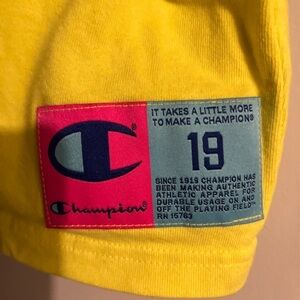 IT TAKES A LITTLE MORE
TO MAKE A CHAMPION®
19
SINCE 1919 CHAMPION HAS
BEEN MAKING AUTHENTIC
ATHLETIC APPAREL FOR
DURABLE USAGE ON AND
OFF THE PLAYING FIELD™
RN 15763
Champion®